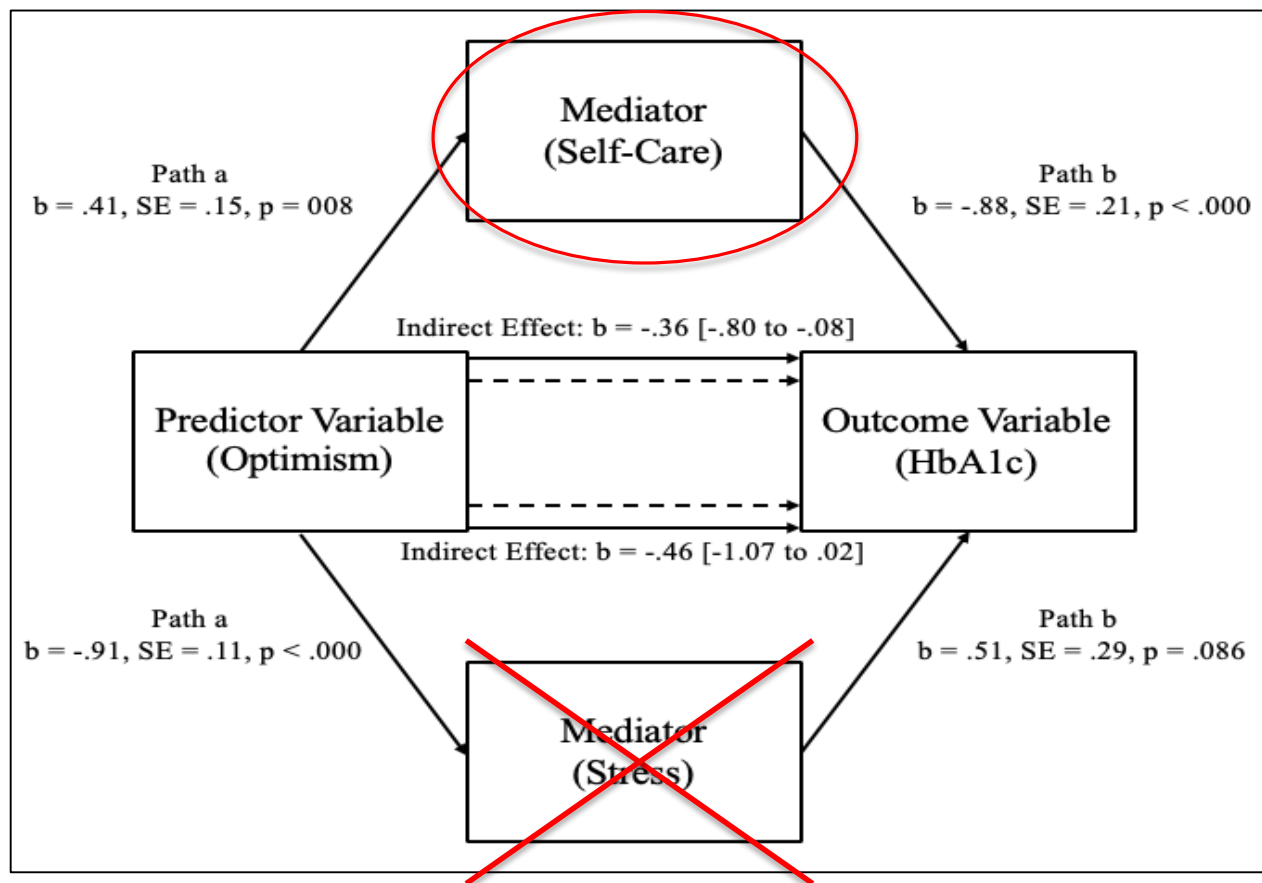 Mediator
(Self-Care)
Path a
b = .41, SE = .15, p = 008
Path b
b = -.88, SE = .21, p < .000
Indirect Effect: b = -.36 [-.80 to -.08]
Predictor Variable
(Optimism)
Outcome Variable
(HbA1c)
Indirect Effect: b = -.46 [-1.07 to .02]
Path a
b = -.91, SE = .11, p < .000
Path b
b = .51, SE = .29, p = .086
Mediator
(Stress)